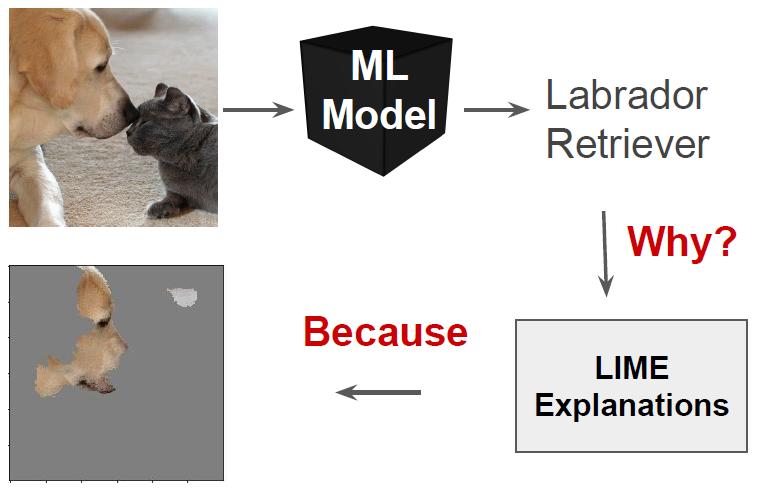 ML
Model
Labrador
Retriever
Why?
Because
LIME
Explanations